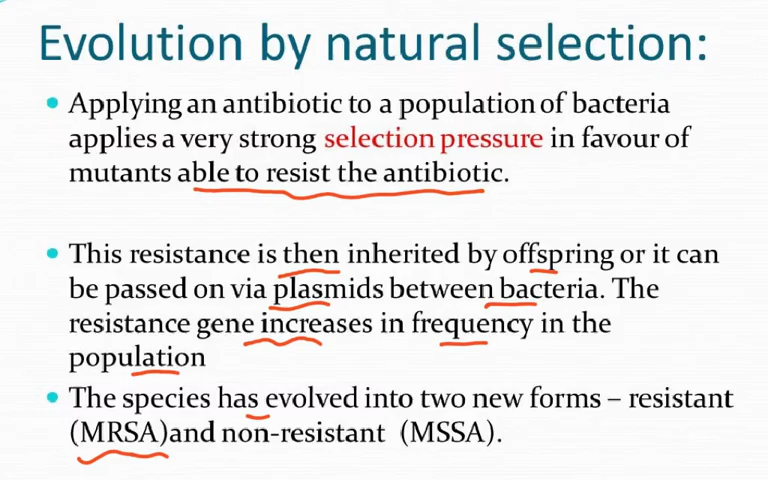 Evolution by natural selection:
• Applying an antibiotic to a population of bacteria
applies a very strong selection pressure in favour of
mutants able to resist the antibiotic.
• This resistance is then inherited by offspring or it can
be passed on via plasmids between bacteria. The
resistance gene increases in frequency in the
population
• The species has evolved into two new forms – resistant
(MRSA)and non-resistant (MSSA).